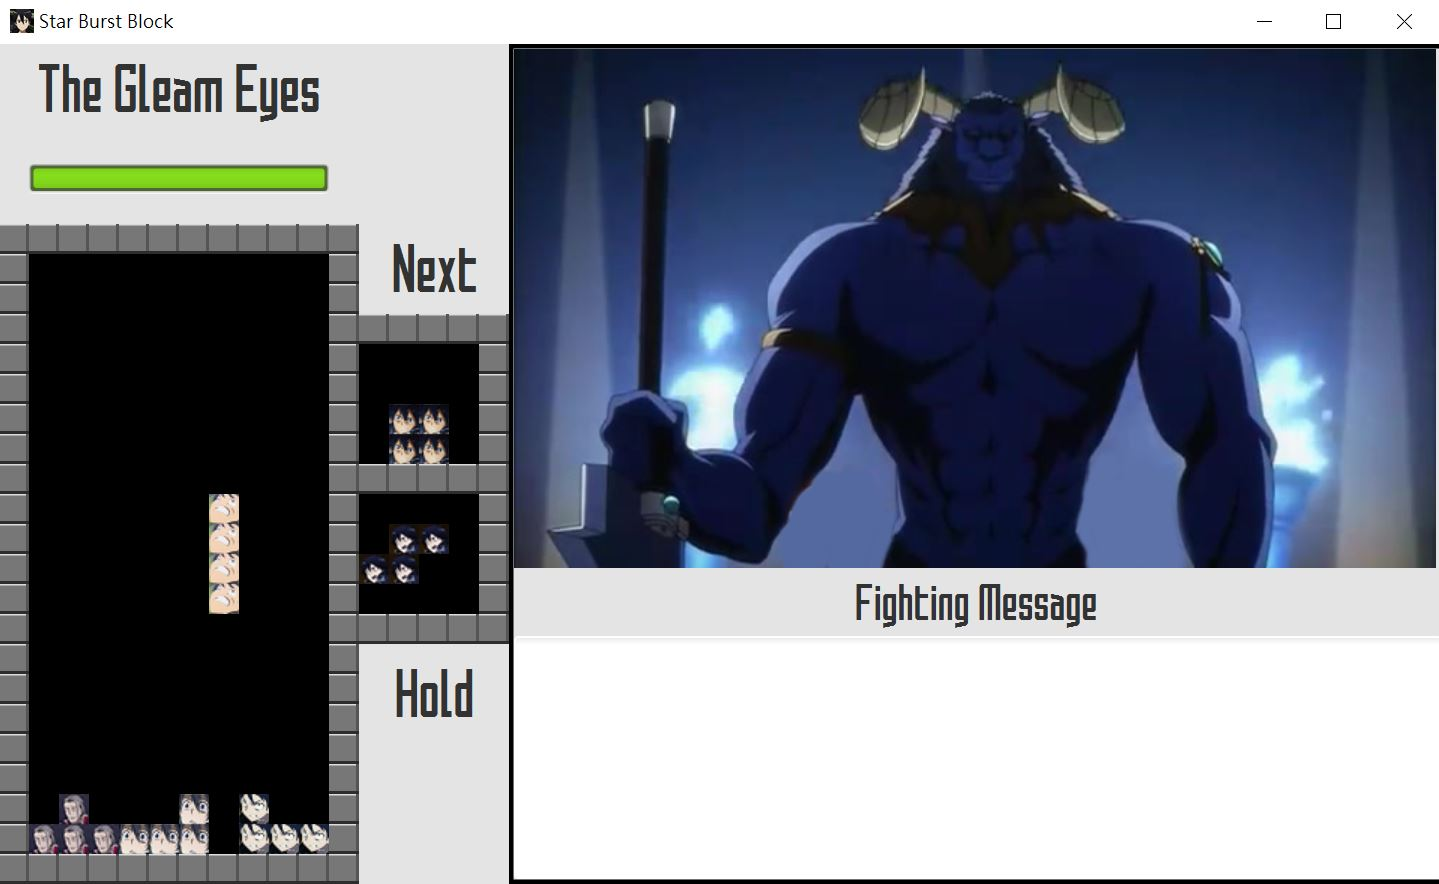 Star Burst Block
The Gleam Eyes
Next
Hold
Fighting Message